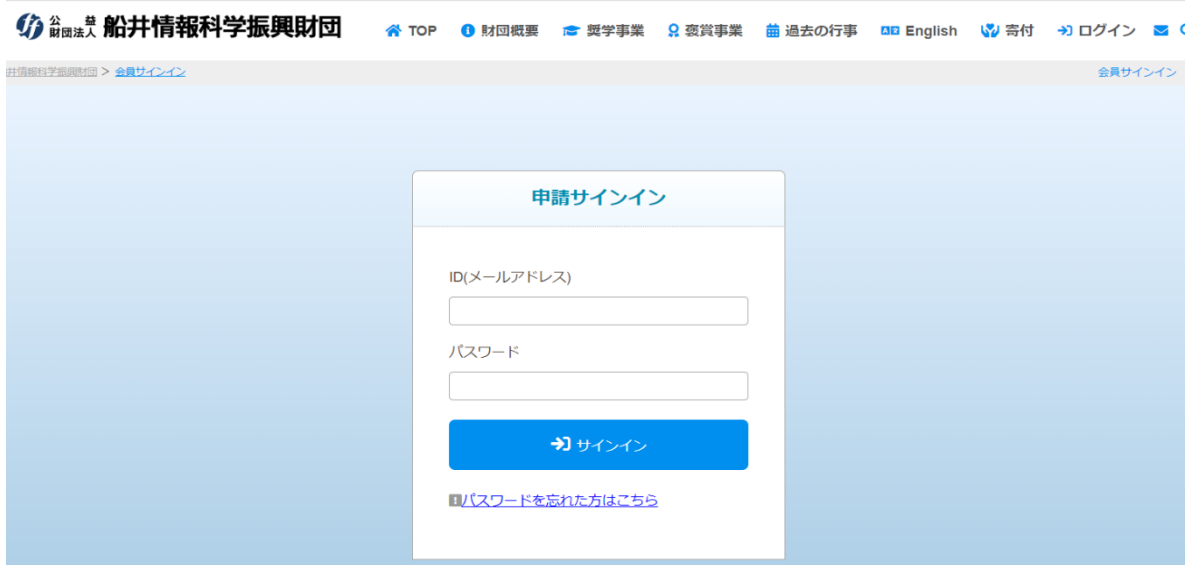 公益財団法人 船井情報科学振興財団 TOP 財団概要 奨学事業 褒賞事業 過去の行事 English 寄付 ログイン
井情報科学振興財団 > 会員サインイン 会員サインイン
申請サインイン
ID(メールアドレス)
パスワード
サインイン
パスワードを忘れた方はこちら